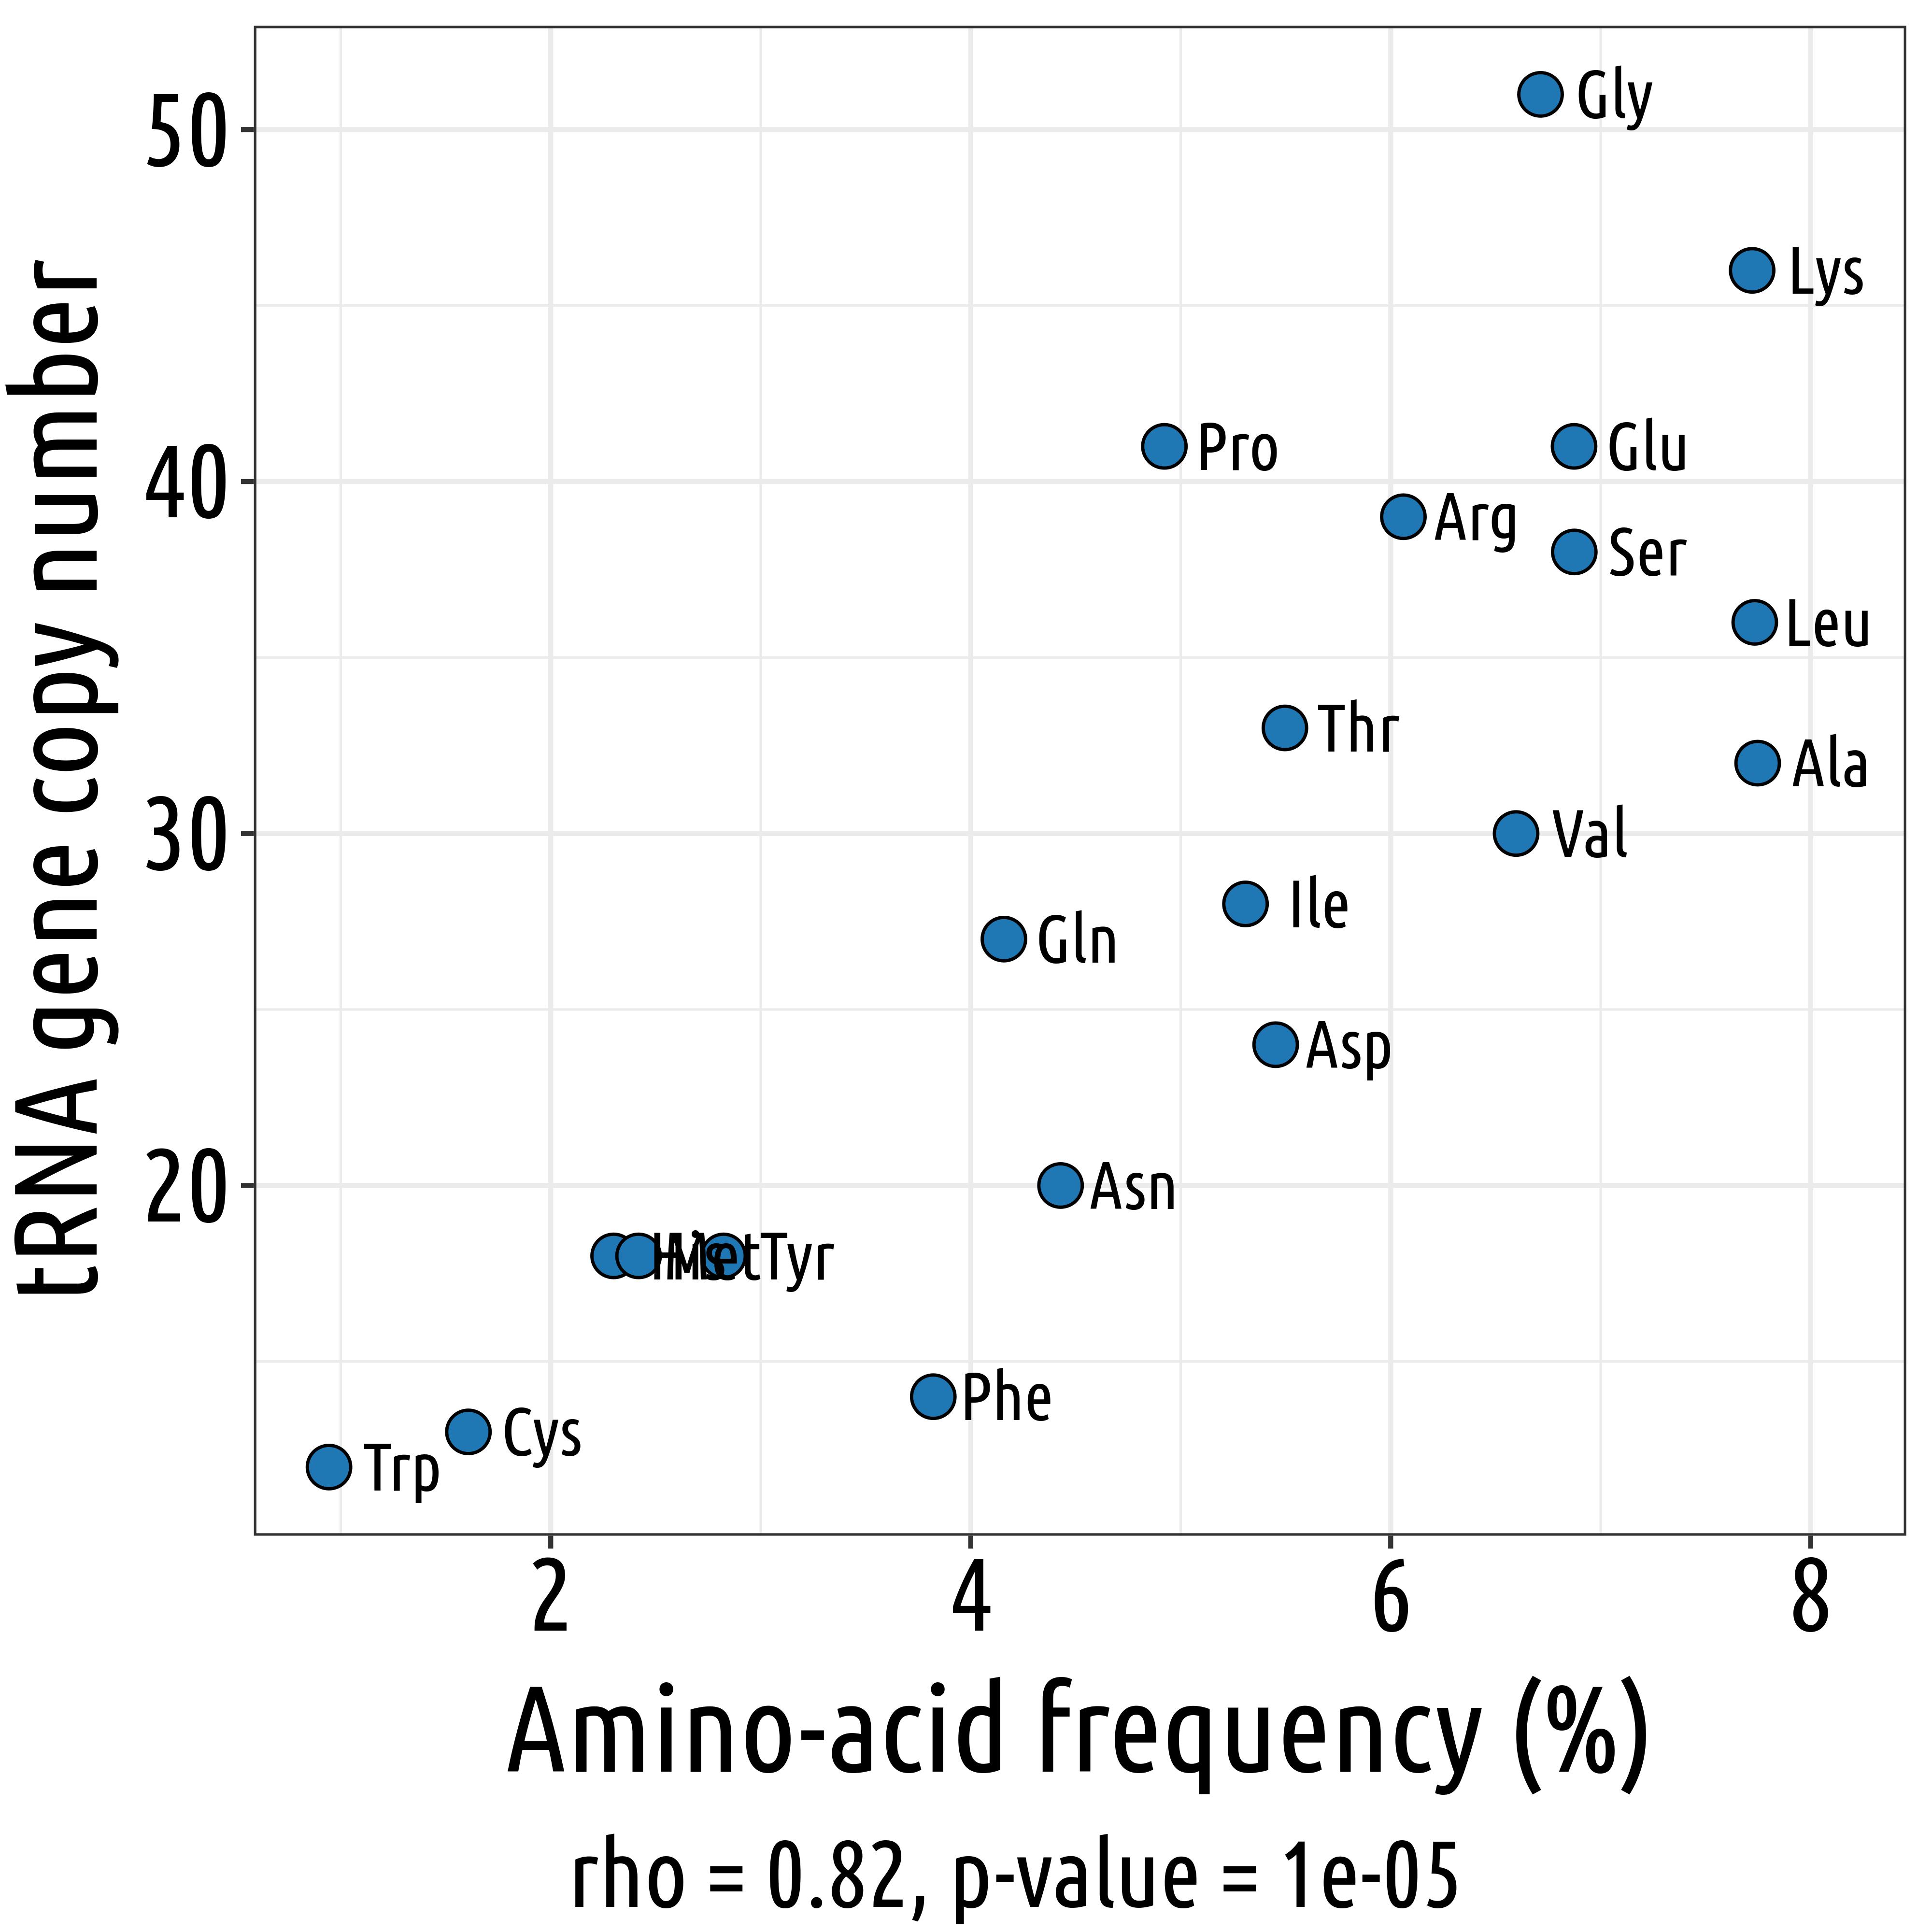 tRNA gene copy number
50
40
30
20
Gly
Lys
Pro
Glu
Arg
Ser
Leu
Thr
Ala
Val
Ile
Gln
Asp
Asn
His Met Tyr
Phe
Cys
Trp
2 4 6 8
Amino-acid frequency (%)
rho = 0.82, p-value = 1e-05